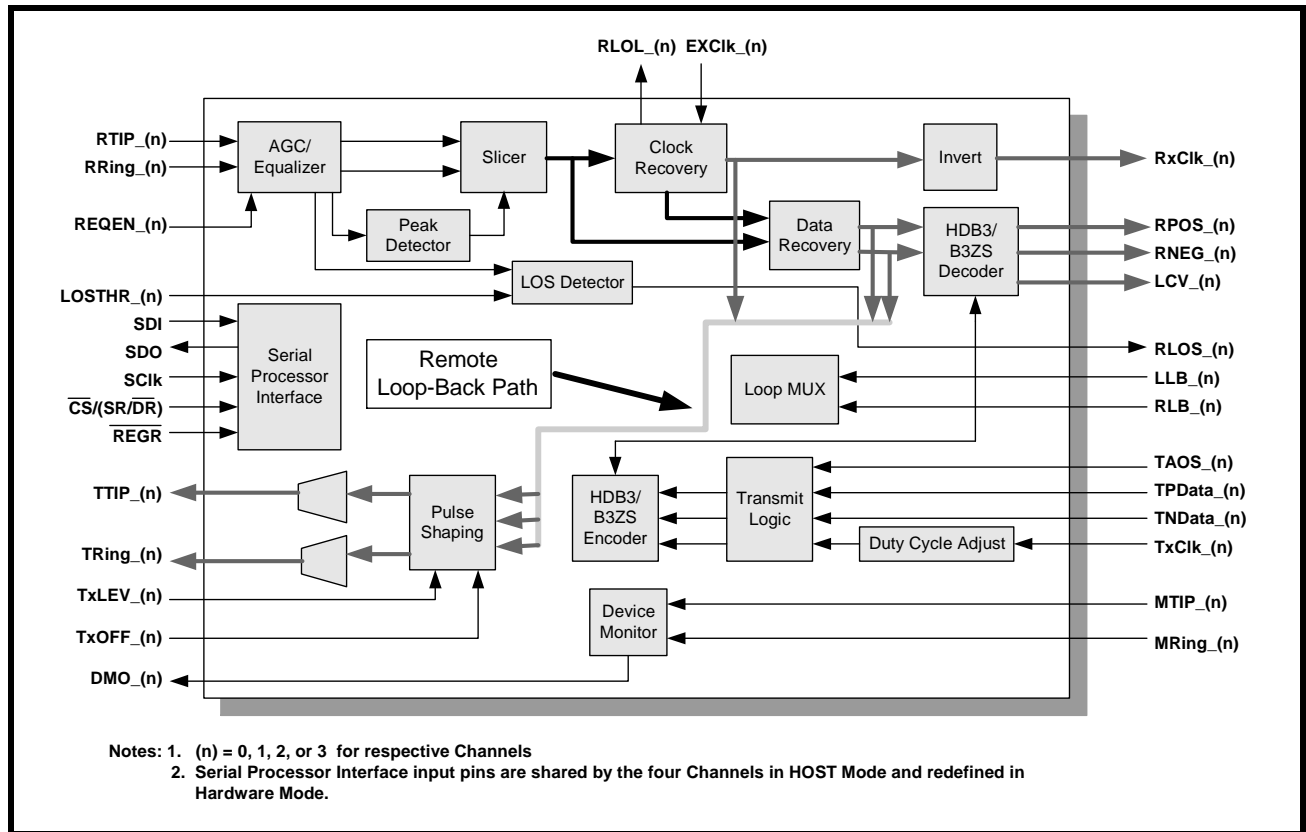 RLOL_(n) EXClk_(n)
RTIP_(n)
RRing_(n)
REQEN_(n)
LOSTHR_(n)
SDI
SDO
SClk
CS/(SR/DR)
REGR
TTIP_(n)
TRing_(n)
TxLEV_(n)
TxOFF_(n)
DMO_(n)
AGC/
Equalizer
Slicer
Clock
Recovery
Invert
Peak
Detector
Data
Recovery
HDB3/
B3ZS
Decoder
LOS Detector
Serial
Processor
Interface
Remote
Loop-Back Path
Loop MUX
Pulse
Shaping
HDB3/
B3ZS
Encoder
Transmit
Logic
Duty Cycle Adjust
Device
Monitor
RxClk_(n)
RPOS_(n)
RNEG_(n)
LCV_(n)
RLOS_(n)
LLB_(n)
RLB_(n)
TAOS_(n)
TPData_(n)
TNData_(n)
TxClk_(n)
MTIP_(n)
MRing_(n)
Notes: 1. (n) = 0, 1, 2, or 3 for respective Channels
2. Serial Processor Interface input pins are shared by the four Channels in HOST Mode and redefined in
Hardware Mode.